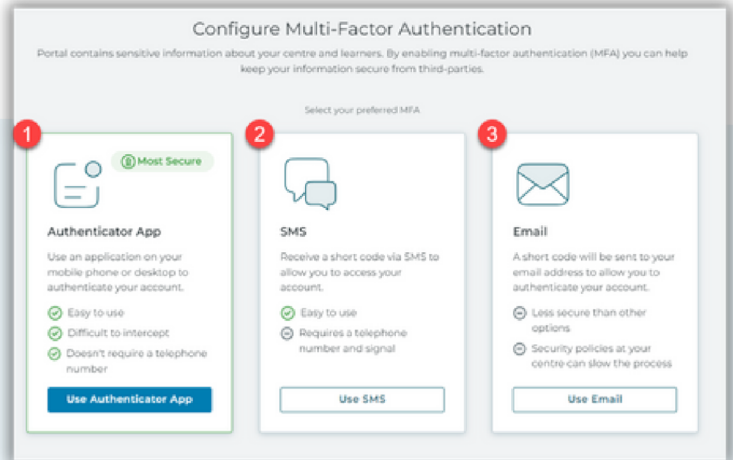 Configure Multi-Factor Authentication
Portal contains sensitive information about your centre and learners. By enabling multi-factor authentication (MFA) you can help
keep your information secure from third-parties.
Select your preferred MFA
1
Most Secure
Authenticator App
Use an application on your
mobile phone or desktop to
authenticate your account.
Easy to use
Difficult to intercept
Doesn't require a telephone
number
Use Authenticator App
2
SMS
Receive a short code via SMS to
allow you to access your
account.
Easy to use
Requires a telephone
number and signal
Use SMS
3
Email
A short code will be sent to your
email address to allow you to
authenticate your account.
Less secure than other
options
Security policies at your
centre can slow the process
Use Email